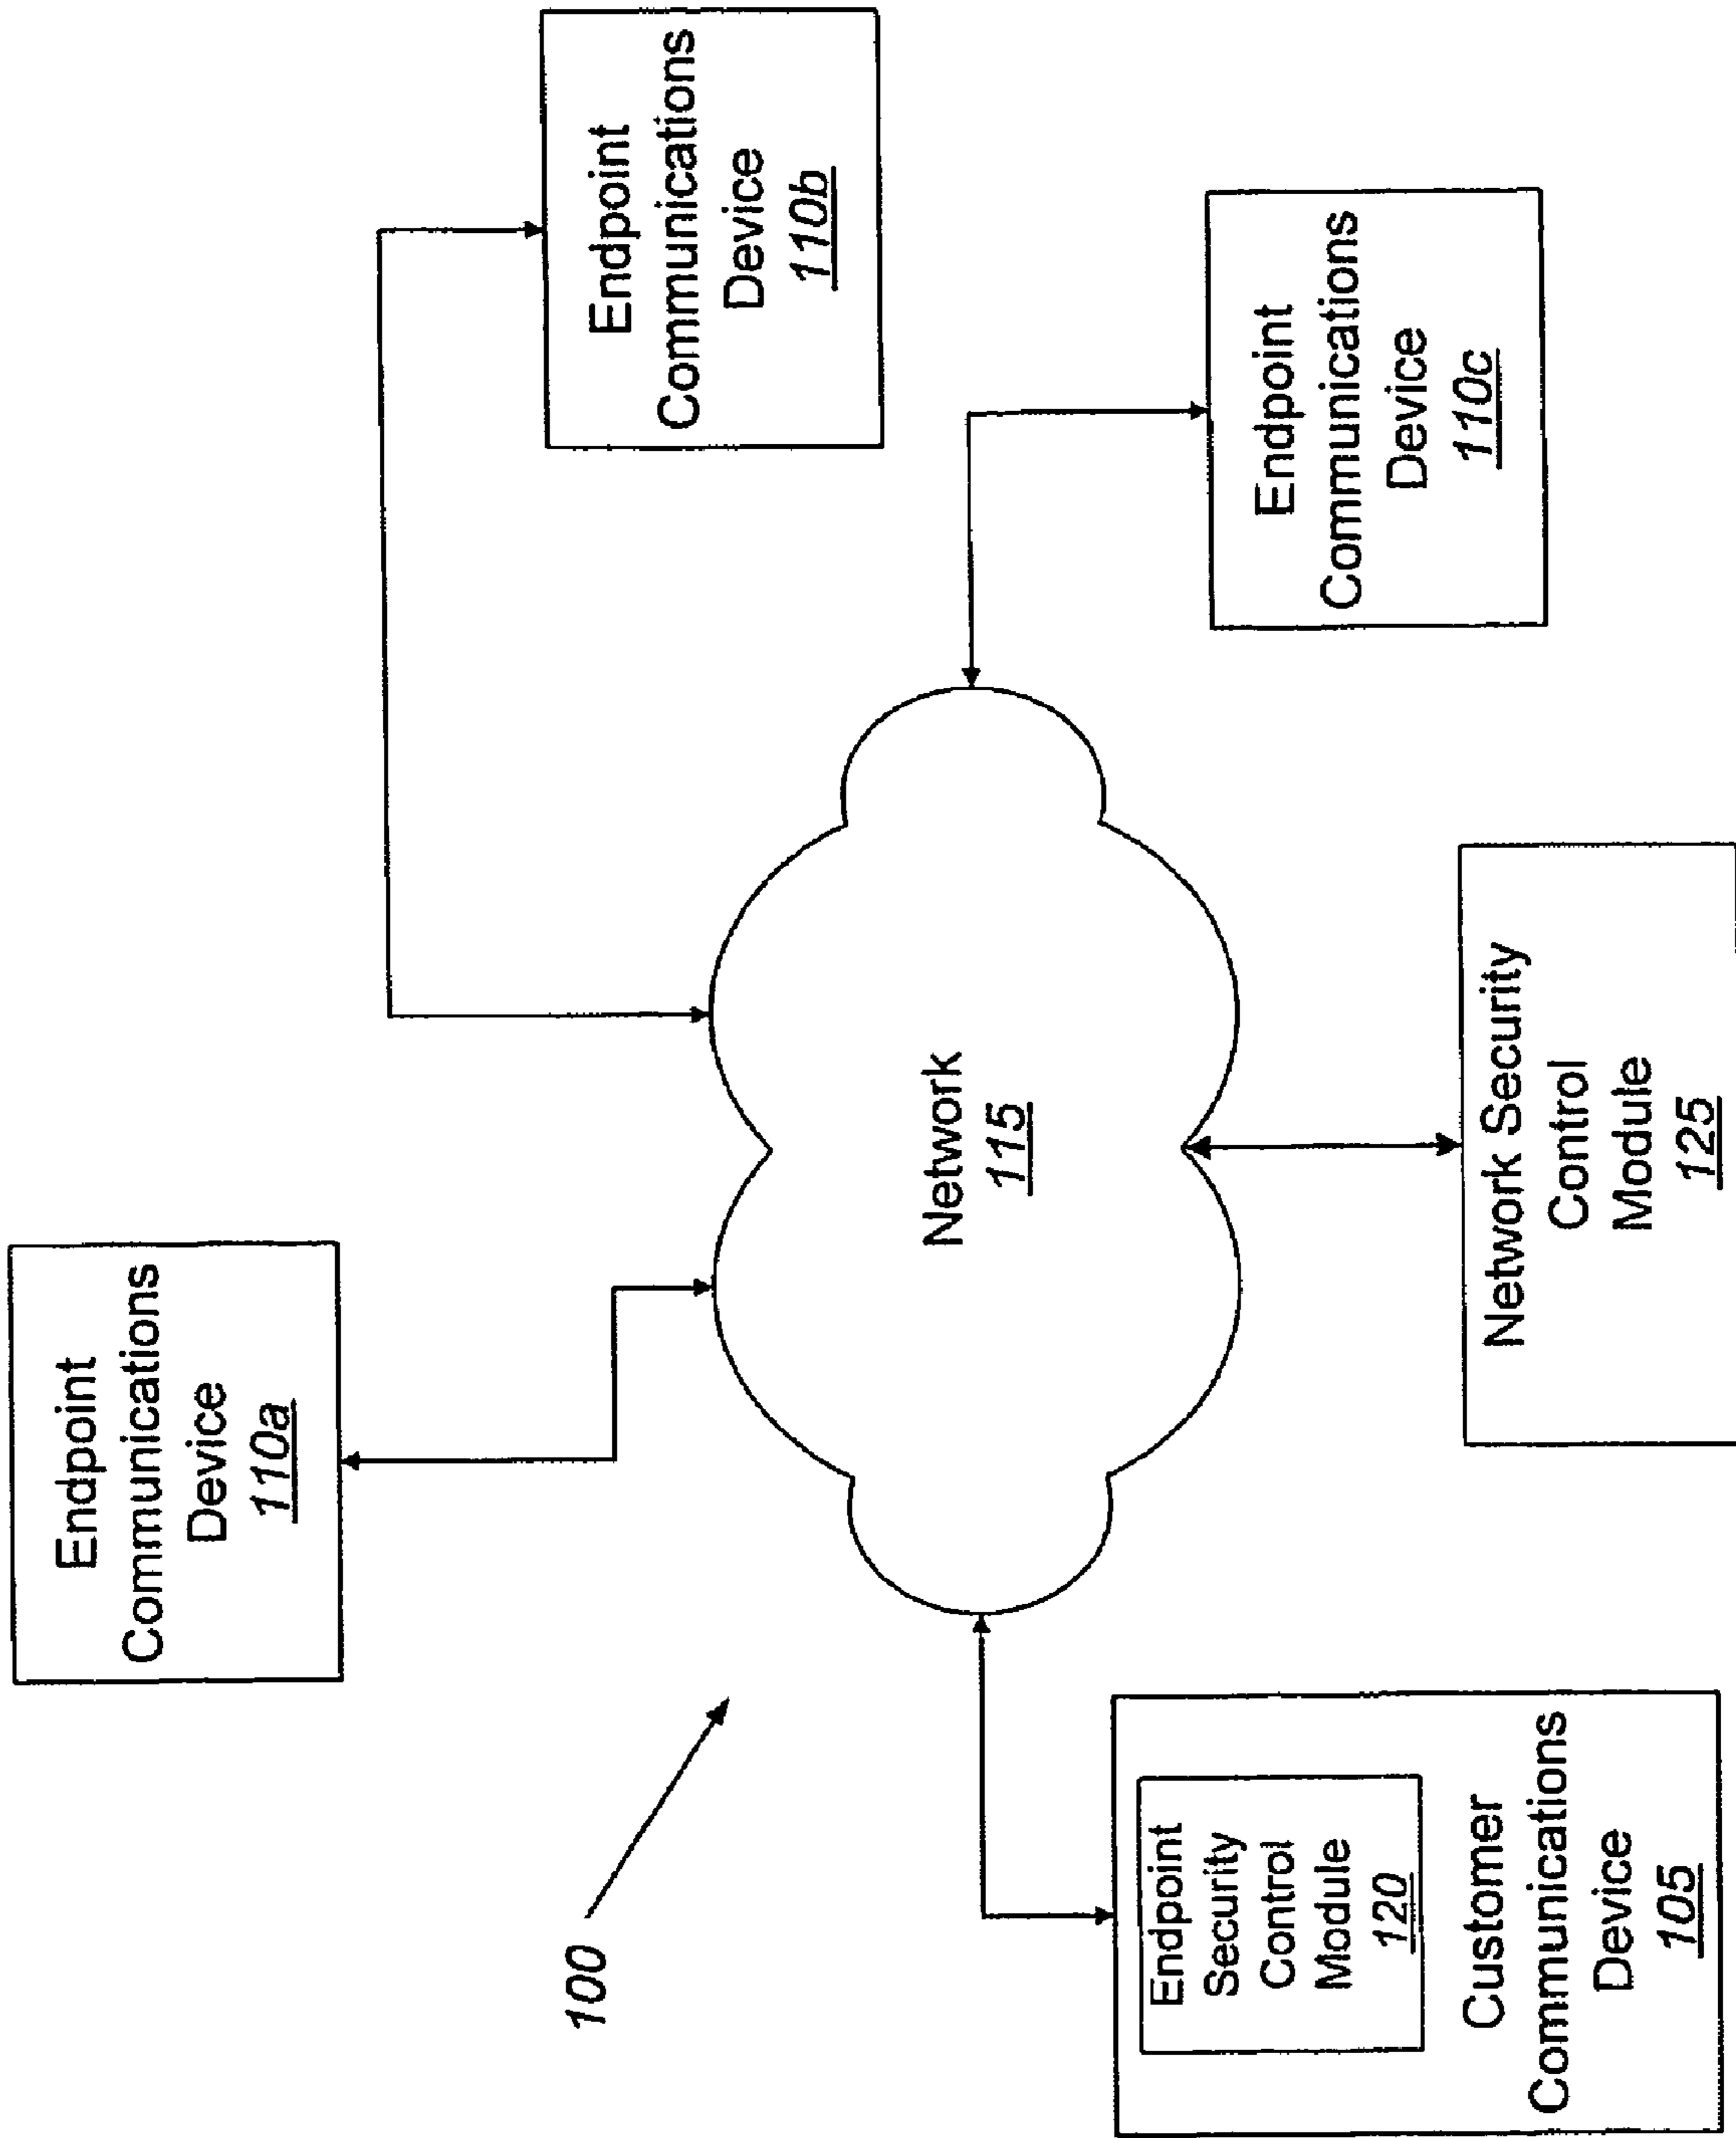 Endpoint
Communications
Device
110a
Endpoint
Communications
Device
110b
100
Network
115
Endpoint
Communications
Device
110c
Endpoint
Security
Control
Module
120
Customer
Communications
Device
105
Network Security
Control
Module
125